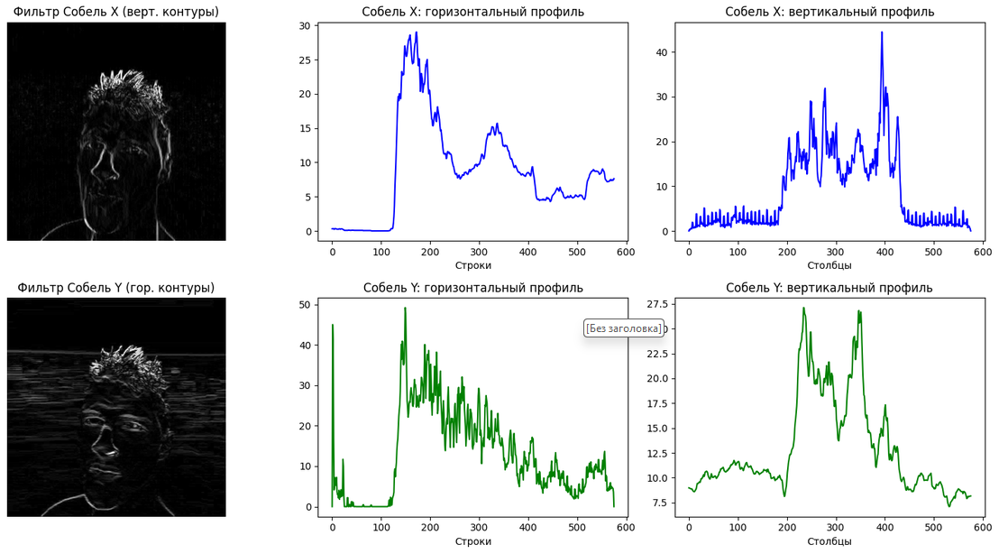 Фильтр Собель X (верт. контуры)
Собель X: горизонтальный профиль
Собель X: вертикальный профиль
30
25
20
15
10
5
0
0 100 200 300 400 500 600
Строки
40
30
20
10
0
0 100 200 300 400 500 600
Столбцы
Фильтр Собель Y (гор. контуры)
Собель Y: горизонтальный профиль
Собель Y: вертикальный профиль
50
40
30
20
10
0
0 100 200 300 400 500 600
Строки
[Без заголовка]
27.5
22.5
20.0
17.5
15.0
12.5
10.0
7.5
0 100 200 300 400 500 600
Столбцы